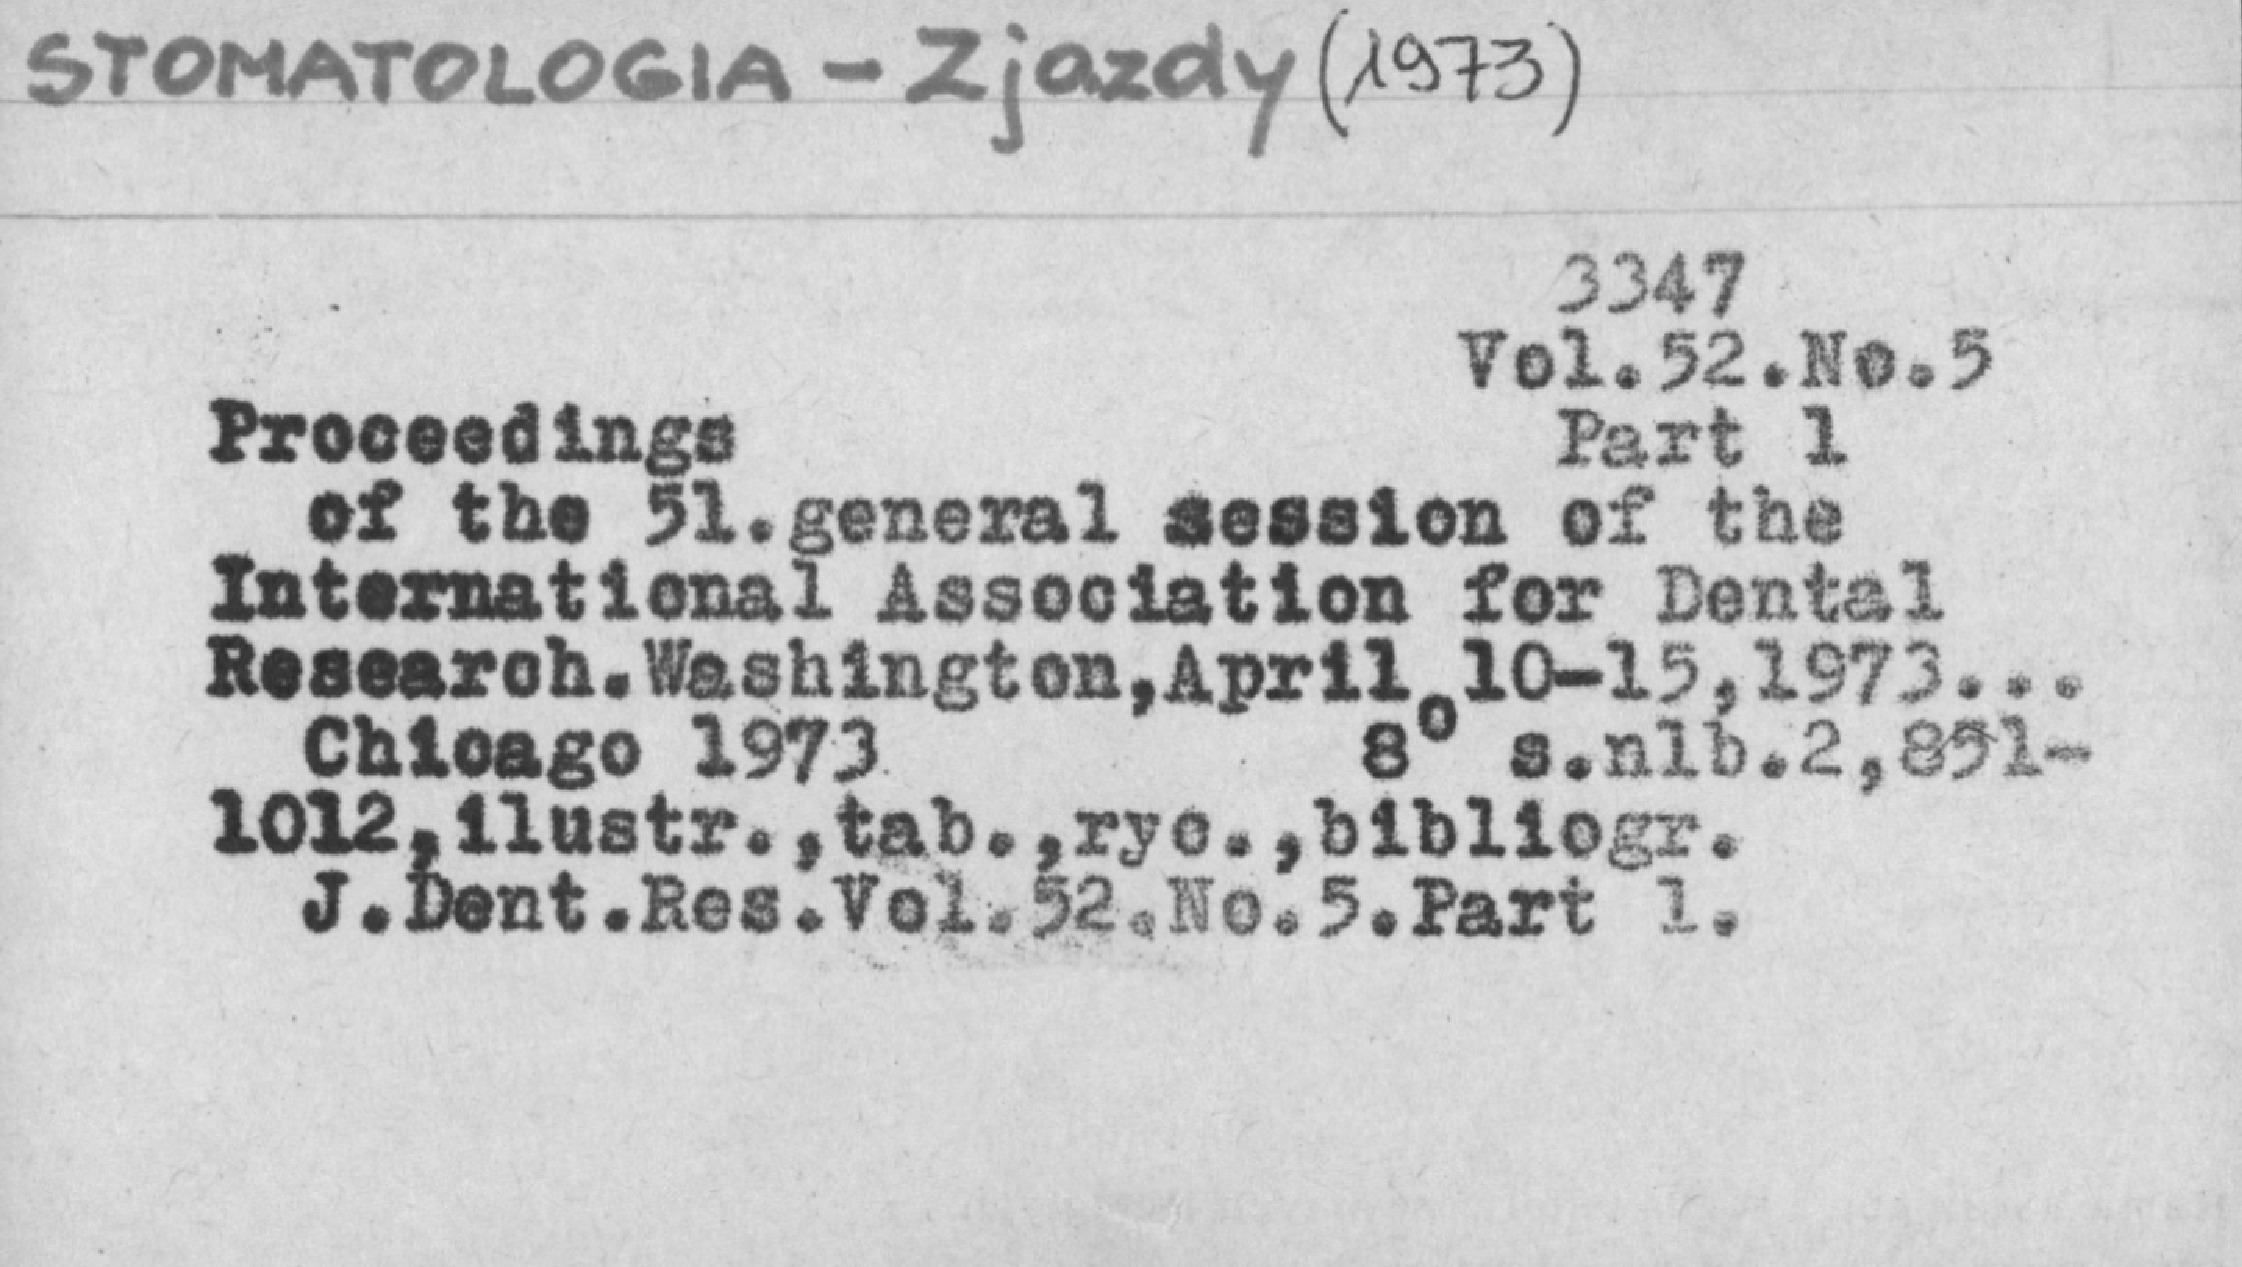 STOMATOLOGIA - Zjazdy (1973)
3347
Vol.52.No.5
Part 1
Proceedings
of the 51.general session of the
International Association for Dental
Research.Washington,April 10-15,1973...
Chicago 1973 8° s.nlb.2,851-
1012,ilustr.,tab.,ryc.,bibliogr.
J.Dent.Res.Vol.52.No.5.Part 1.